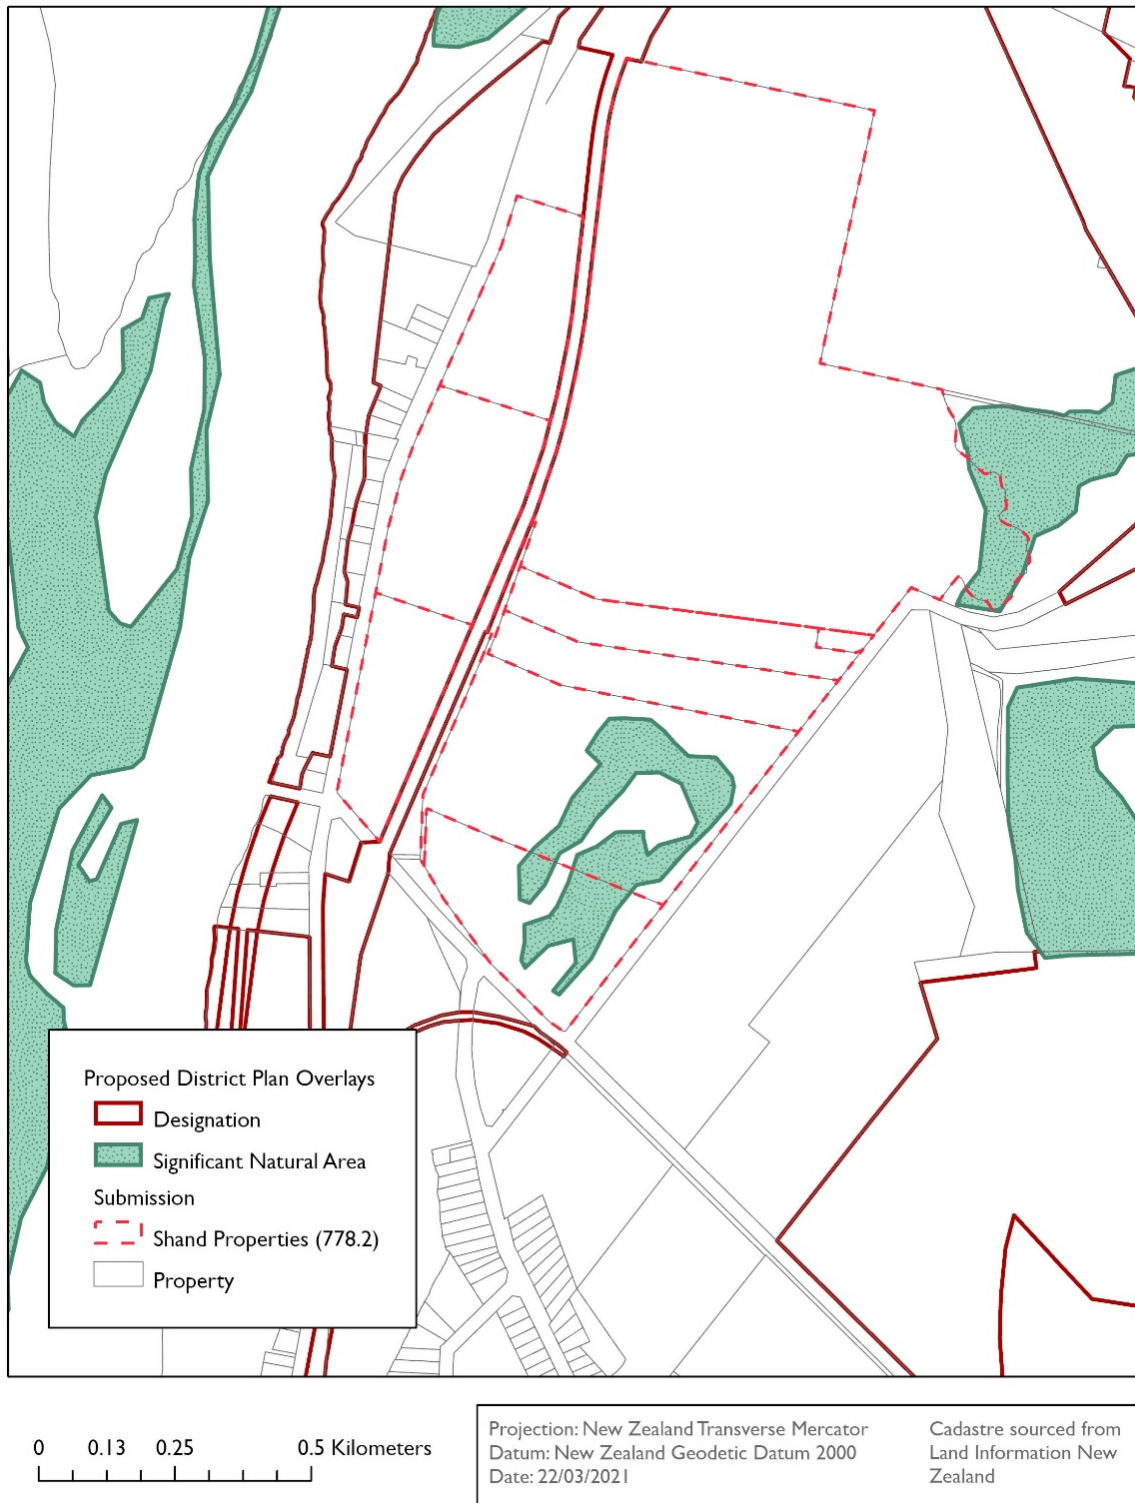 Proposed District Plan Overlays
Designation
Significant Natural Area
Submission
Shand Properties (778.2)
Property
0 0.13 0.25 0.5 Kilometers
Projection: New Zealand Transverse Mercator
Datum: New Zealand Geodetic Datum 2000
Date: 22/03/2021
Cadastre sourced from
Land Information New
Zealand